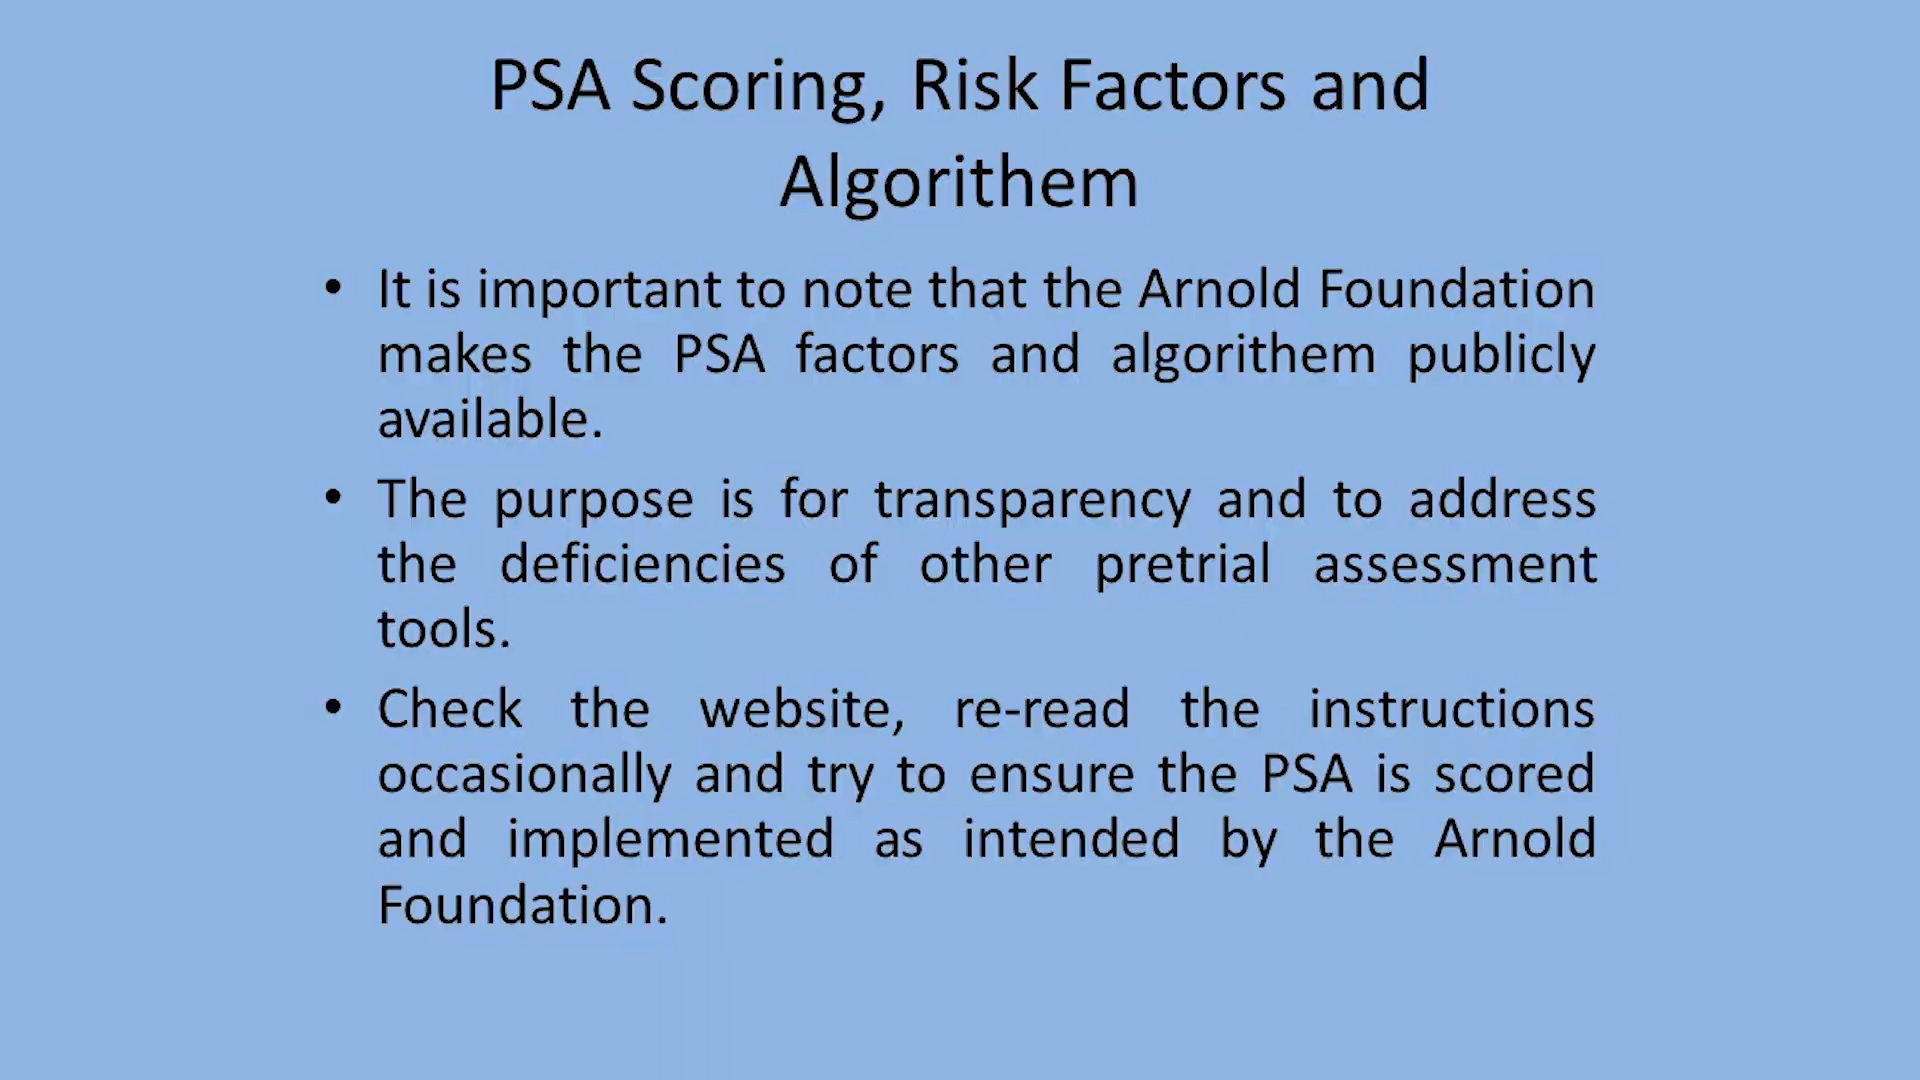 PSA Scoring, Risk Factors and
Algorithem
• It is important to note that the Arnold Foundation
makes the PSA factors and algorithem publicly
available.
• The purpose is for transparency and to address
the deficiencies of other pretrial assessment
tools.
• Check the website, re-read the instructions
occasionally and try to ensure the PSA is scored
and implemented as intended by the Arnold
Foundation.